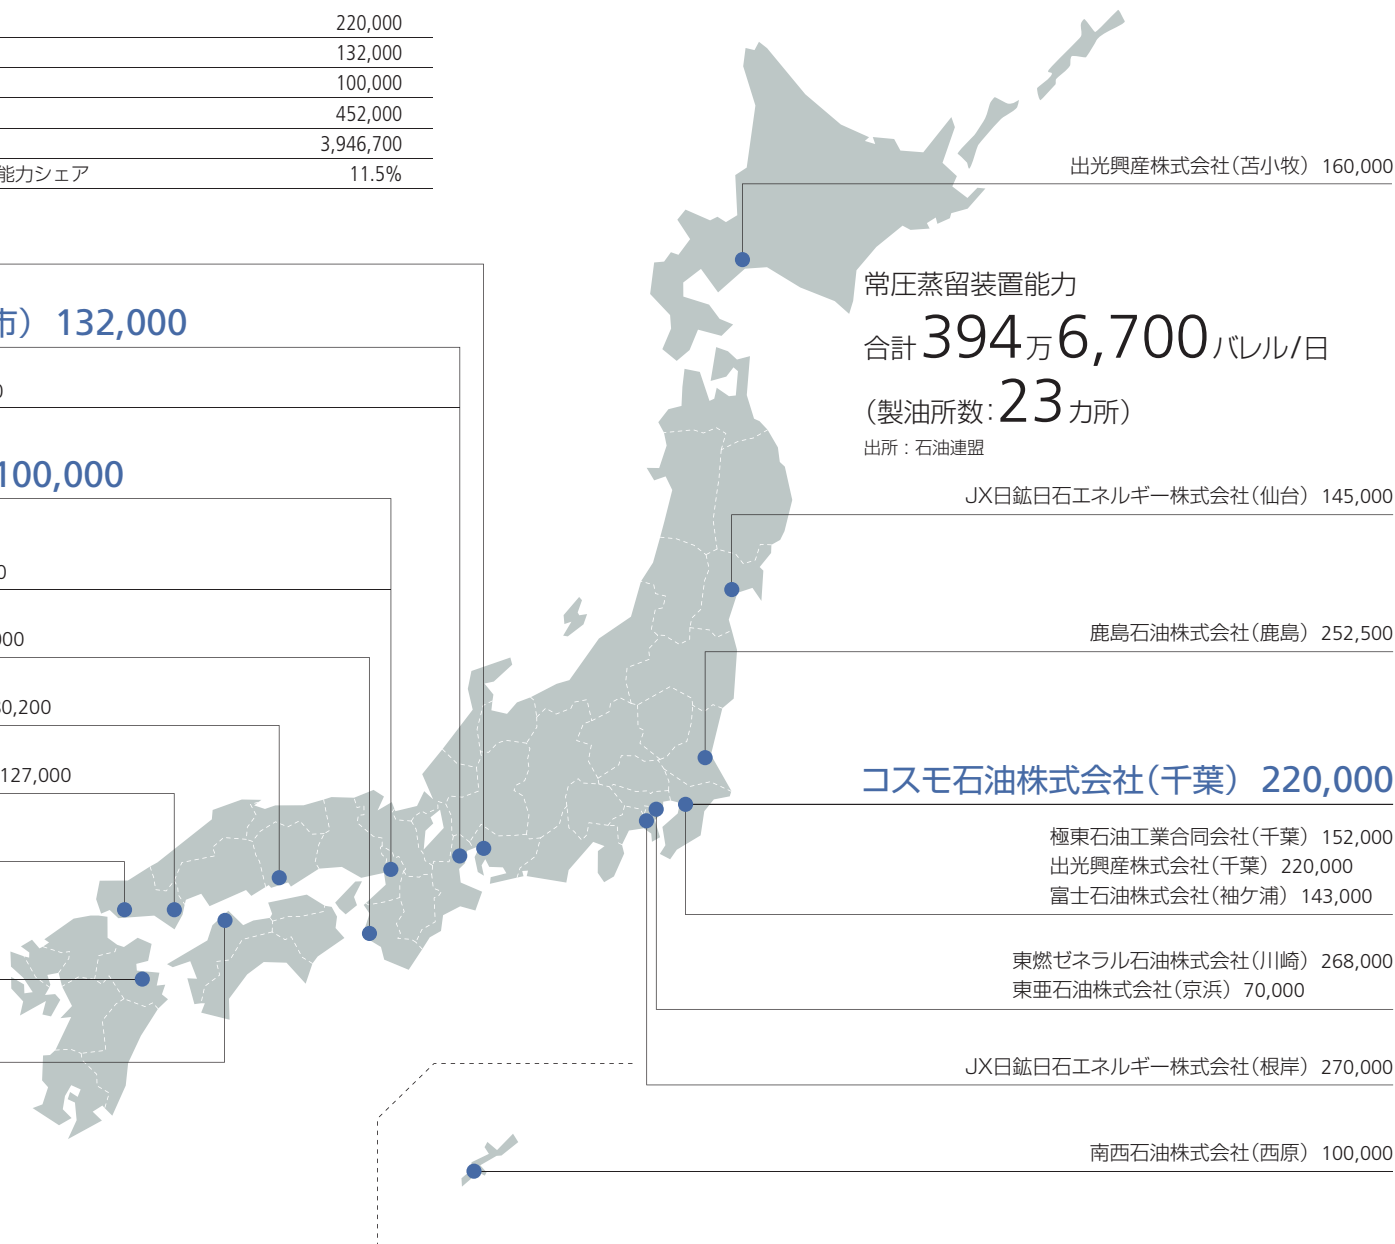 220,000
132,000
100,000
452,000
3,946,700
能力シェア 11.5%
出光興産株式会社（苫小牧） 160,000
常圧蒸留装置能力
合計394万6,700バレル/日
（製油所数：23カ所）
出所：石油連盟
市） 132,000
0
100,000
0
000
0,200
127,000
JX日鉱日石エネルギー株式会社（仙台） 145,000
鹿島石油株式会社（鹿島） 252,500
コスモ石油株式会社（千葉） 220,000
極東石油工業合同会社（千葉） 152,000
出光興産株式会社（千葉） 220,000
富士石油株式会社（袖ケ浦） 143,000
東燃ゼネラル石油株式会社（川崎） 268,000
東亜石油株式会社（京浜） 70,000
JX日鉱日石エネルギー株式会社（根岸） 270,000
南西石油株式会社（西原） 100,000